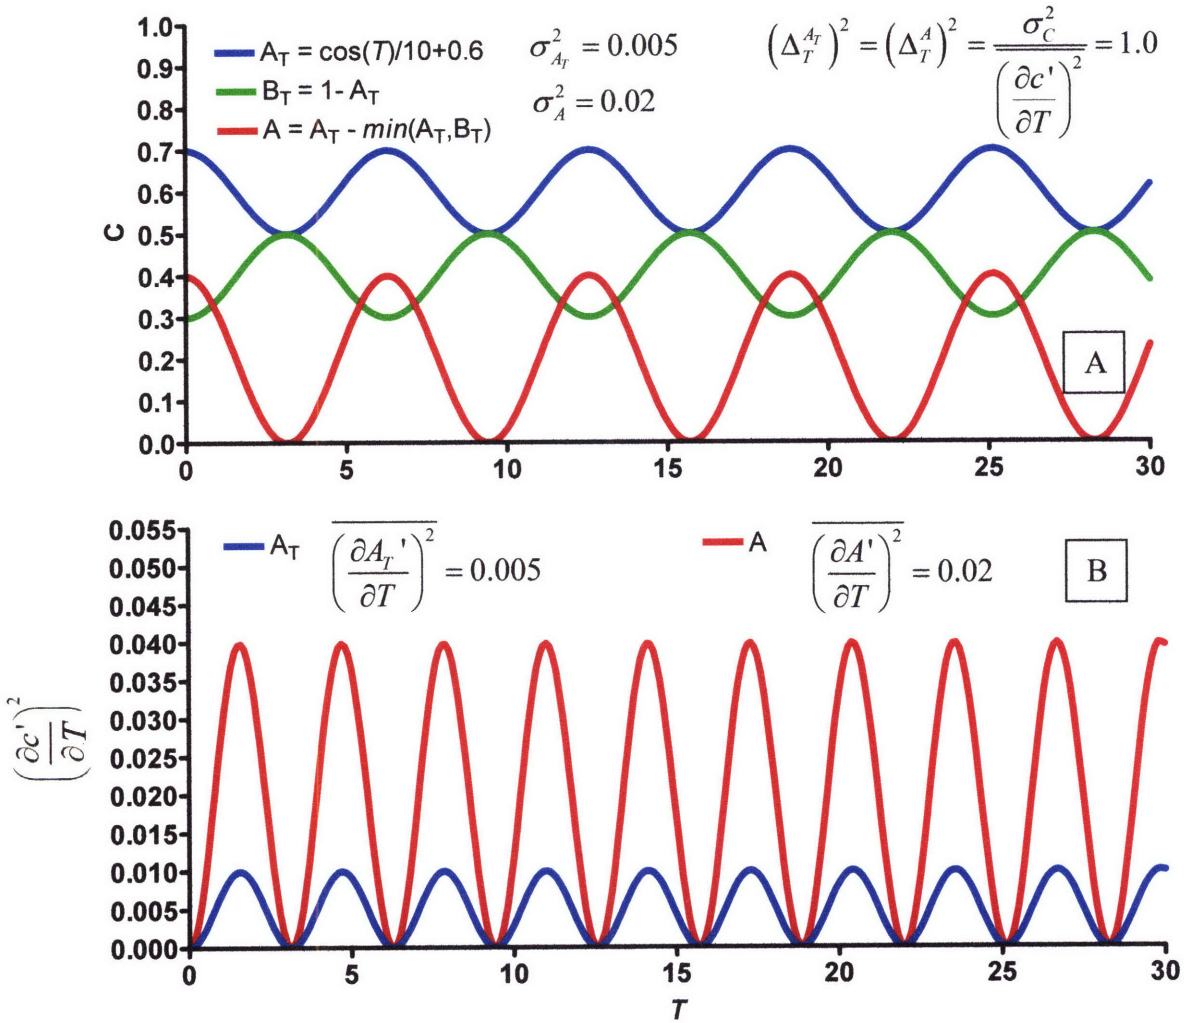 1.0
0.9
0.8
0.7
0.6
0.5
0.4
0.3
0.2
0.1
0.0
C
A_T = cos(T)/10+0.6
B_T = 1- A_T
A = A_T - min(A_T,B_T)
σ²_{A_T} = 0.005
σ²_A = 0.02
(Δ_T^{A_T})² = (Δ_T^A)² = σ²_C / \overline{(∂c'/∂T)²} = 1.0
A
0 5 10 15 20 25 30
0.055
0.050
0.045
0.040
0.035
0.030
0.025
0.020
0.015
0.010
0.005
0.000
(∂c'/∂T)²
A_T \overline{(∂A_T'/∂T)²} = 0.005
A \overline{(∂A'/∂T)²} = 0.02
B
0 5 10 15 20 25 30
T